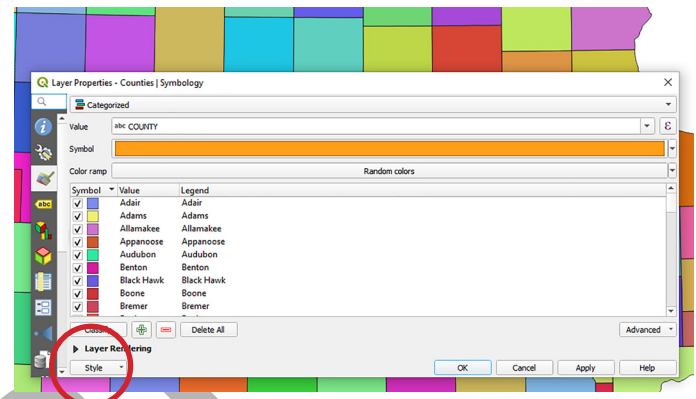 Layer Properties - Counties | Symbology
Categorized
Value abc COUNTY ε
Symbol
Color ramp Random colors
Symbol Value Legend
Adair Adair
Adams Adams
abc
Allamakee Allamakee
Appanoose Appanoose
Audubon Audubon
Benton Benton
Black Hawk Black Hawk
Boone Boone
Bremer Bremer
Classify Delete All Advanced
Layer Rendering
Style OK Cancel Apply Help